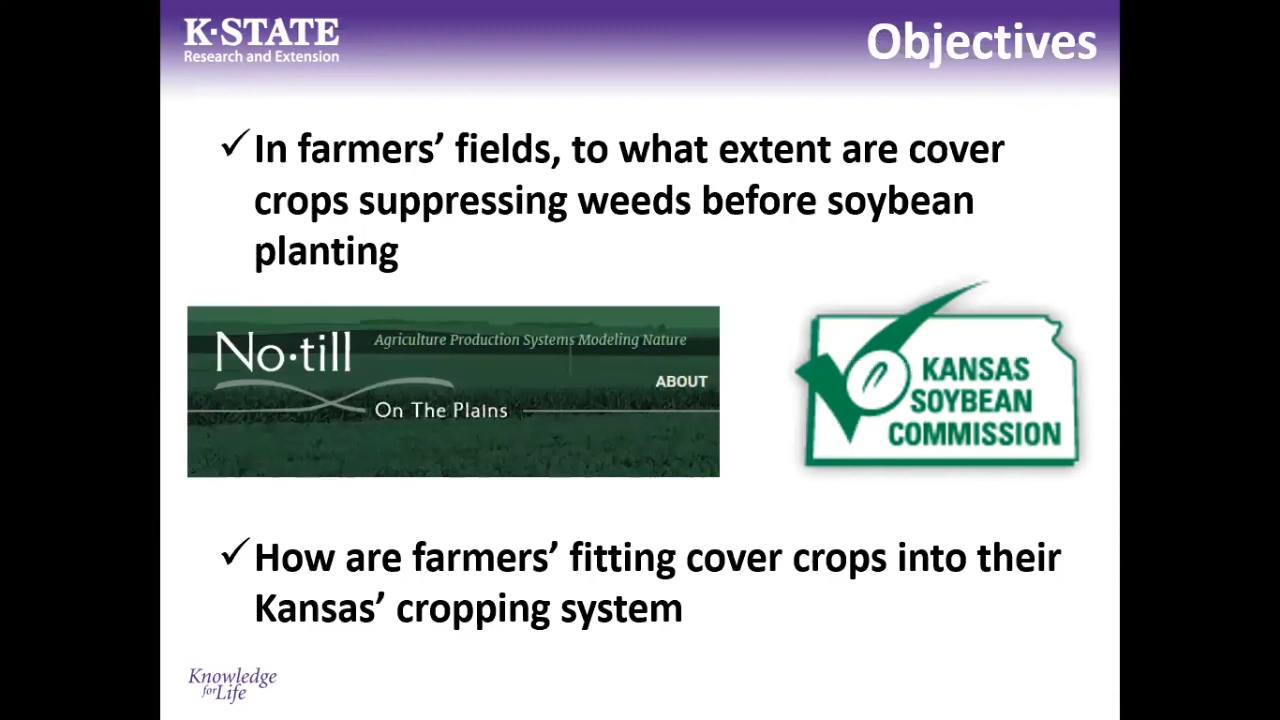 K·STATE
Research and Extension
Objectives
✓In farmers’ fields, to what extent are cover
crops suppressing weeds before soybean
planting
No·till
Agriculture Production Systems Modeling Nature
ABOUT
On The Plains
KANSAS
SOYBEAN
COMMISSION
✓How are farmers’ fitting cover crops into their
Kansas’ cropping system
Knowledge
for Life